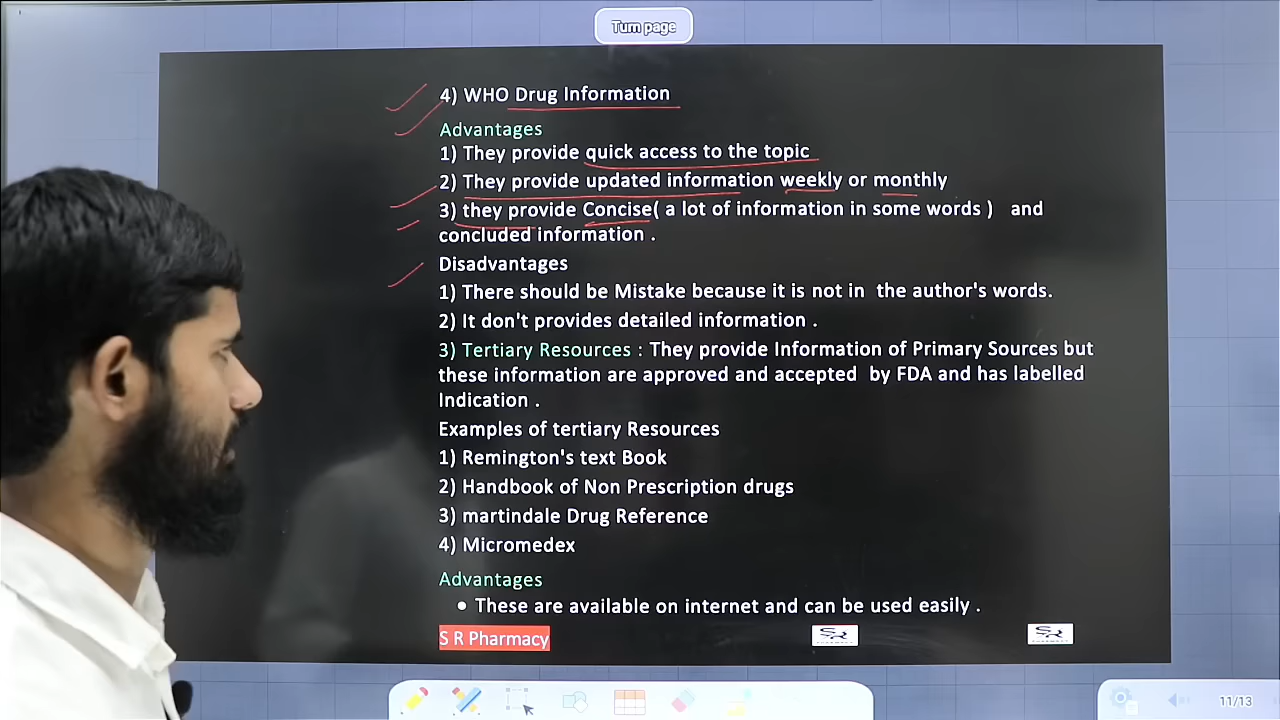 Turn page
4) WHO Drug Information
Advantages
1) They provide quick access to the topic
2) They provide updated information weekly or monthly
3) they provide Concise( a lot of information in some words ) and
concluded information .
Disadvantages
1) There should be Mistake because it is not in the author's words.
2) It don't provides detailed information .
3) Tertiary Resources : They provide Information of Primary Sources but
these information are approved and accepted by FDA and has labelled
Indication .
Examples of tertiary Resources
1) Remington's text Book
2) Handbook of Non Prescription drugs
3) martindale Drug Reference
4) Micromedex
Advantages
• These are available on internet and can be used easily .
S R Pharmacy
SR
SR
11/13